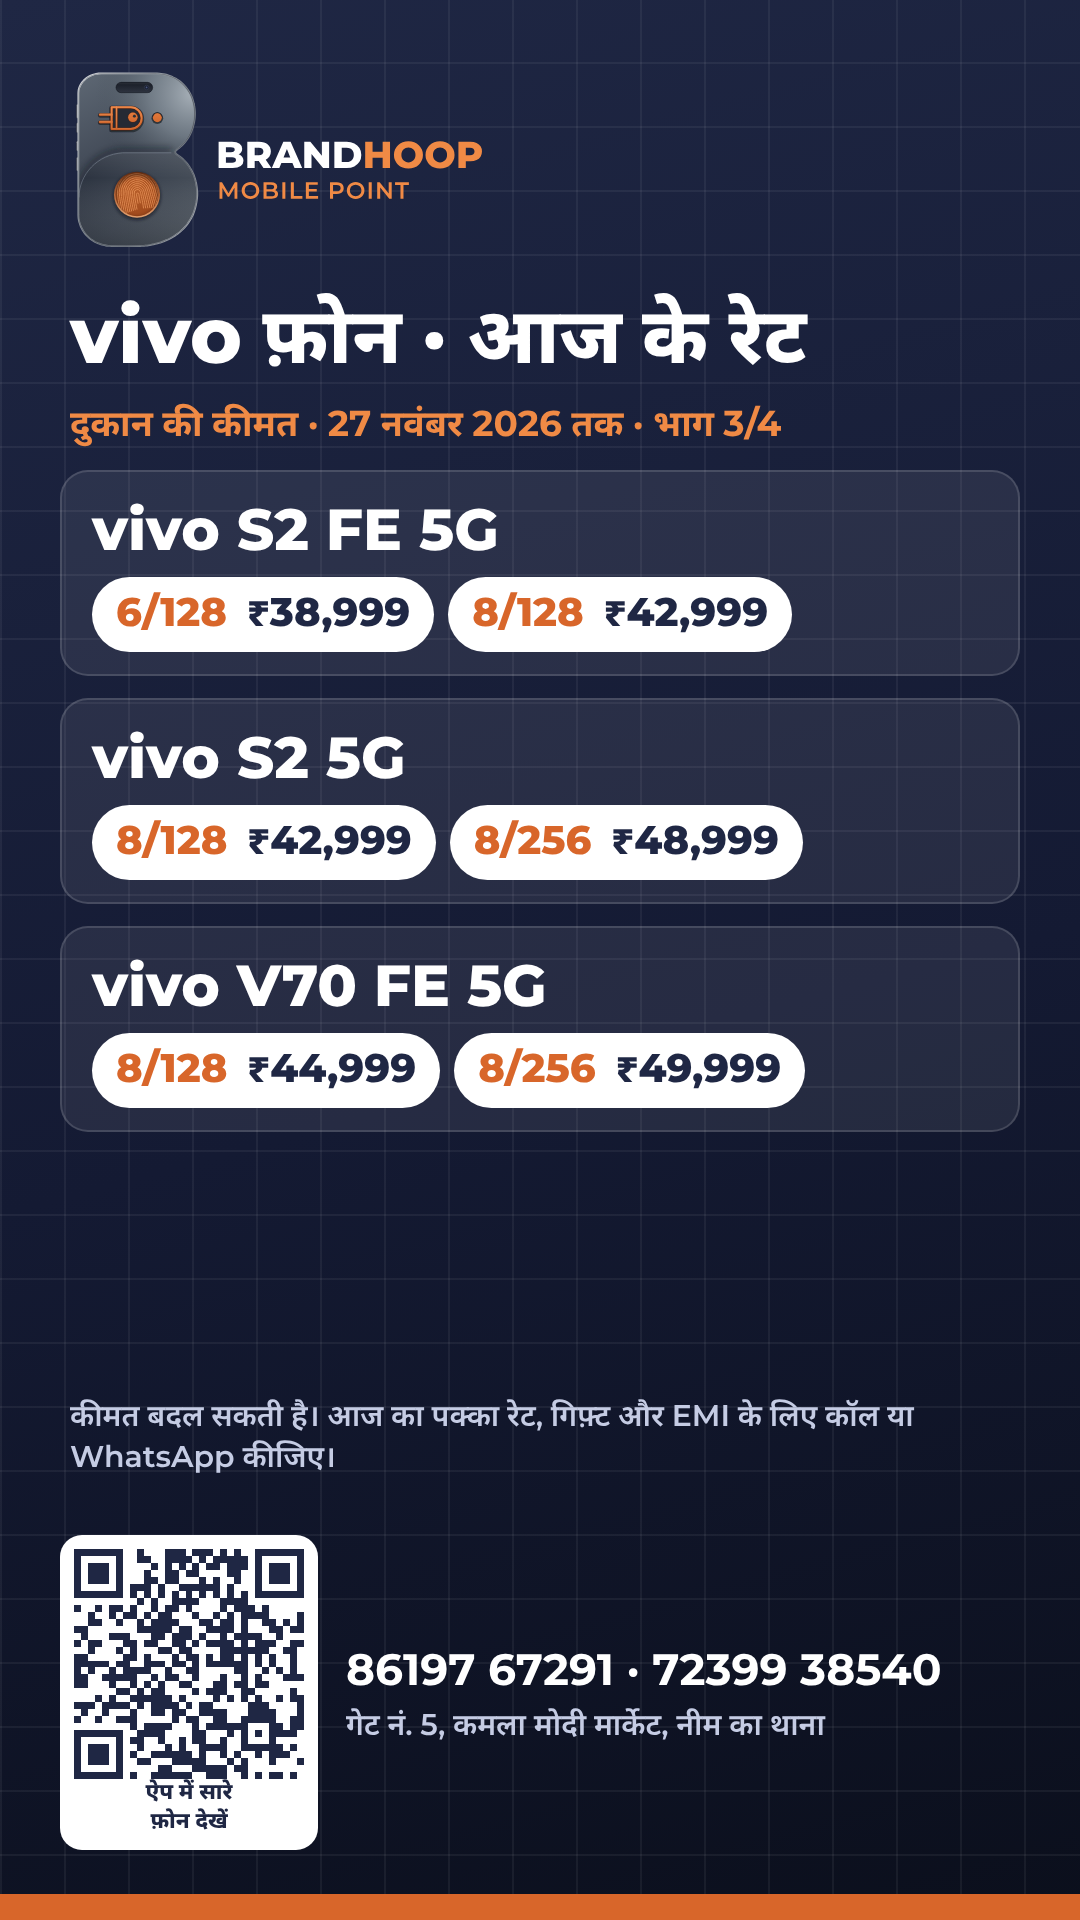 BRANDHOOP
MOBILE POINT
vivo फ़ोन · आज के रेट
दुकान की कीमत · 27 नवंबर 2026 तक · भाग 3/4
vivo S2 FE 5G
6/128 ₹38,999 8/128 ₹42,999
vivo S2 5G
8/128 ₹42,999 8/256 ₹48,999
vivo V70 FE 5G
8/128 ₹44,999 8/256 ₹49,999
कीमत बदल सकती है। आज का पक्का रेट, गिफ़्ट और EMI के लिए कॉल या
WhatsApp कीजिए।
86197 67291 · 72399 38540
गेट नं. 5, कमला मोदी मार्केट, नीम का थाना
ऐप में सारे
फ़ोन देखें